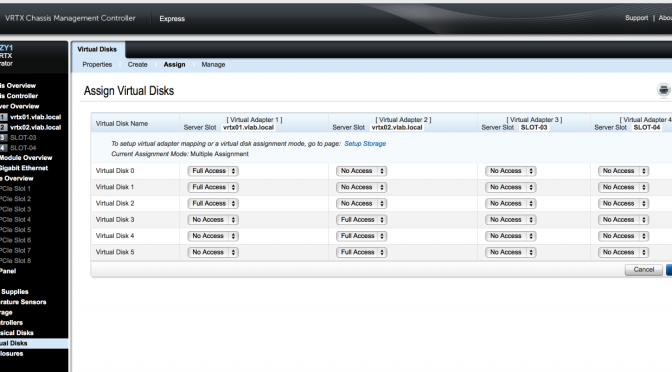 VRTX Chassis Management Controller Express Support | Abou
ZY1
RTX
rator
Virtual Disks
Properties Create Assign Manage
is Overview
is Controller
ver Overview
1 vrtx01.vlab.local
2 vrtx02.vlab.local
3 SLOT-03
4 SLOT-04
Module Overview
Gigabit Ethernet
e Overview
PCIe Slot 1
PCIe Slot 2
PCIe Slot 3
PCIe Slot 4
PCIe Slot 5
PCIe Slot 6
PCIe Slot 7
PCIe Slot 8
Panel
Supplies
erature Sensors
rage
ntrollers
sical Disks
ual Disks
losures
Assign Virtual Disks
Virtual Disk Name [ Virtual Adapter 1 ] [ Virtual Adapter 2 ] [ Virtual Adapter 3 ] [ Virtual Adapter 4
Server Slot vrtx01.vlab.local Server Slot vrtx02.vlab.local Server Slot SLOT-03 Server Slot SLOT-04
To setup virtual adapter mapping or a virtual disk assignment mode, go to page: Setup Storage
Current Assignment Mode: Multiple Assignment
Virtual Disk 0 Full Access No Access No Access No Access
Virtual Disk 1 Full Access No Access No Access No Access
Virtual Disk 2 Full Access No Access No Access No Access
Virtual Disk 3 No Access Full Access No Access No Access
Virtual Disk 4 No Access Full Access No Access No Access
Virtual Disk 5 No Access Full Access No Access No Access
Cancel